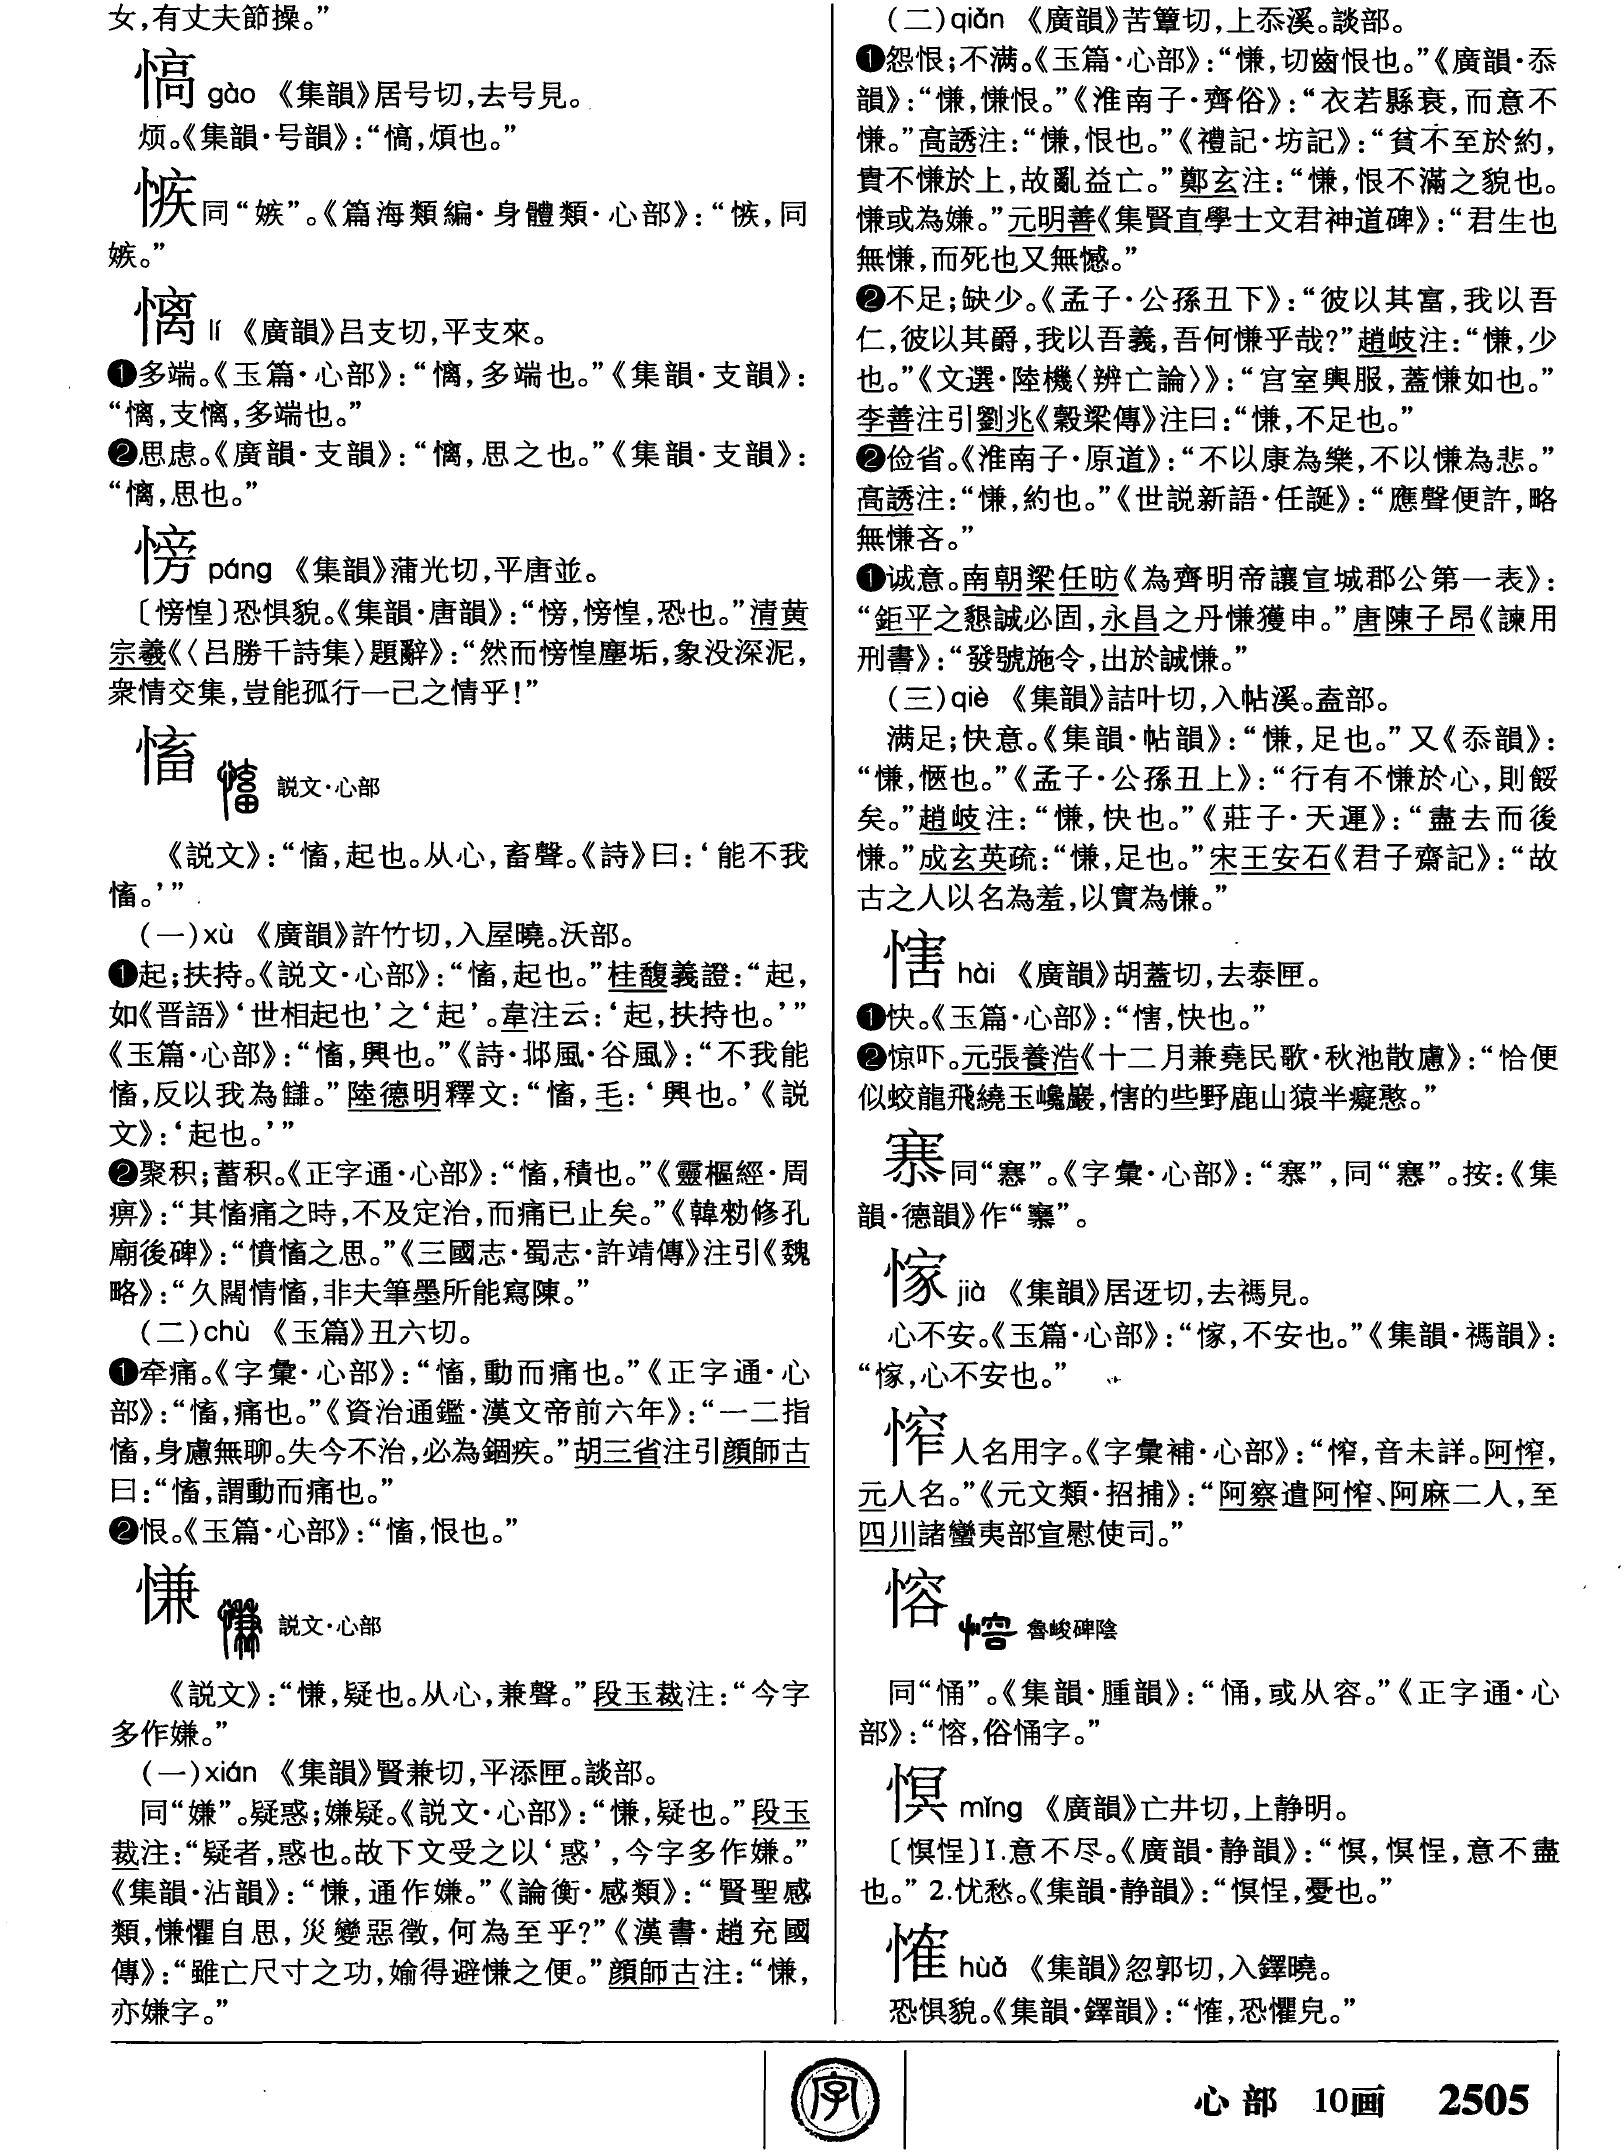 女，有丈夫節操。”
㥬 gào 《集韻》居号切，去号見。
烦。《集韻·号韻》：“㥬，煩也。”
㥛同“嫉”。《篇海類編·身體類·心部》：“㥛，同
嫉。”
㒿 lí 《廣韻》吕支切，平支來。
❶多端。《玉篇·心部》：“，多端也。”《集韻·支韻》：
“，支，多端也。”
❷思虑。《廣韻·支韻》：“，思之也。”《集韻·支韻》：
“，思也。”
㥬 páng 《集韻》蒲光切，平唐並。
〔惶〕恐惧貌。《集韻·唐韻》：“，惶，恐也。”清黄
宗羲《〈吕勝千詩集〉題辭》：“然而惶塵垢，象没深泥，
衆情交集，豈能孤行一己之情乎！”
慉 説文·心部
《説文》：“慉，起也。从心，畜聲。《詩》曰：‘能不我
慉。’”
(一)xù 《廣韻》許竹切，入屋曉。沃部。
❶起；扶持。《説文·心部》：“慉，起也。”桂馥義證：“起，
如《晋語》‘世相起也’之‘起’。韋注云：‘起，扶持也。’”
《玉篇·心部》：“慉，興也。”《詩·邶風·谷風》：“不我能
慉，反以我為讎。”陸德明釋文：“慉，毛：‘興也。’《説
文》：‘起也。’”
❷聚积；蓄积。《正字通·心部》：“慉，積也。”《靈樞經·周
痹》：“其慉痛之時，不及定治，而痛已止矣。”《韓勑修孔
廟後碑》：“憤慉之思。”《三國志·蜀志·許靖傳》注引《魏
略》：“久闊情慉，非夫筆墨所能寫陳。”
(二)chù 《玉篇》丑六切。
❶牵痛。《字彙·心部》：“慉，動而痛也。”《正字通·心
部》：“慉，痛也。”《資治通鑑·漢文帝前六年》：“一二指
慉，身慮無聊。失今不治，必為錮疾。”胡三省注引顔師古
曰：“慉，謂動而痛也。”
❷恨。《玉篇·心部》：“慉，恨也。”
慊 説文·心部
《説文》：“慊，疑也。从心，兼聲。”段玉裁注：“今字
多作嫌。”
(一)xián 《集韻》賢兼切，平添匣。談部。
同“嫌”。疑惑；嫌疑。《説文·心部》：“慊，疑也。”段玉
裁注：“疑者，惑也。故下文受之以‘惑’，今字多作嫌。”
《集韻·沾韻》：“慊，通作嫌。”《論衡·感類》：“賢聖感
類，慊懼自思，災變惡徵，何為至乎？”《漢書·趙充國
傳》：“雖亡尺寸之功，媮得避慊之便。”顔師古注：“慊，
亦嫌字。”
(二)qiǎn 《廣韻》苦簟切，上忝溪。談部。
❶怨恨；不满。《玉篇·心部》：“慊，切齒恨也。”《廣韻·忝
韻》：“慊，慊恨。”《淮南子·齊俗》：“衣若縣衰，而意不
慊。”高誘注：“慊，恨也。”《禮記·坊記》：“貧不至於約，
貴不慊於上，故亂益亡。”鄭玄注：“慊，恨不滿之貌也。
慊或為嫌。”元明善《集賢直學士文君神道碑》：“君生也
無慊，而死也又無憾。”
❷不足；缺少。《孟子·公孫丑下》：“彼以其富，我以吾
仁，彼以其爵，我以吾義，吾何慊乎哉？”趙岐注：“慊，少
也。”《文選·陸機〈辨亡論〉》：“宫室輿服，蓋慊如也。”
李善注引劉兆《穀梁傳》注曰：“慊，不足也。”
❷俭省。《淮南子·原道》：“不以康為樂，不以慊為悲。”
高誘注：“慊，約也。”《世説新語·任誕》：“應聲便許，略
無慊吝。”
❶诚意。南朝梁任昉《為齊明帝讓宣城郡公第一表》：
“鉅平之懇誠必固，永昌之丹慊獲申。”唐陳子昂《諫用
刑書》：“發號施令，出於誠慊。”
(三)qiè 《集韻》詰叶切，入帖溪。盍部。
满足；快意。《集韻·帖韻》：“慊，足也。”又《忝韻》：
“慊，愜也。”《孟子·公孫丑上》：“行有不慊於心，則餒
矣。”趙岐注：“慊，快也。”《莊子·天運》：“盡去而後
慊。”成玄英疏：“慊，足也。”宋王安石《君子齋記》：“故
古之人以名為羞，以實為慊。”
㥶 hài 《廣韻》胡蓋切，去泰匣。
❶快。《玉篇·心部》：“，快也。”
❷惊吓。元張養浩《十二月兼堯民歌·秋池散慮》：“恰便
似蛟龍飛繞玉巉巖，的些野鹿山猿半癡憨。”
同“愙”。《字彙·心部》：“”，同“”。按：《集
韻·德韻》作“”。
jià 《集韻》居迓切，去禡見。
心不安。《玉篇·心部》：“，不安也。”《集韻·禡韻》：
“，心不安也。”
人名用字。《字彙補·心部》：“，音未詳。阿，
元人名。”《元文類·招捕》：“阿察遣阿、阿麻二人，至
四川諸蠻夷部宣慰使司。”
愹 魯峻碑陰
同“恿”。《集韻·腫韻》：“，或从容。”《正字通·心
部》：“愹，俗字。”
慏 mǐng 《廣韻》亡井切，上静明。
〔慏悜〕1.意不尽。《廣韻·静韻》：“慏，慏悜，意不盡
也。” 2.忧愁。《集韻·静韻》：“慏悜，憂也。”
hùǎ 《集韻》忽郭切，入鐸曉。
恐惧貌。《集韻·鐸韻》：“，恐懼皃。”
字
心部 10画 2505